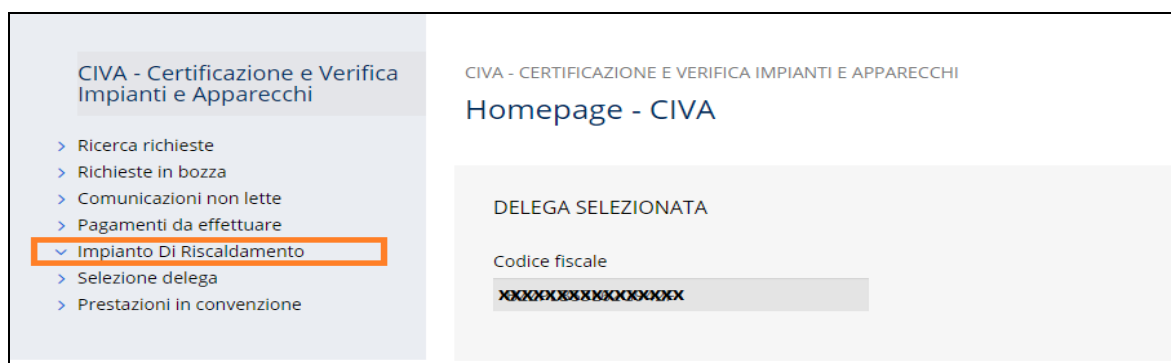 CIVA - Certificazione e Verifica
Impianti e Apparecchi
Ricerca richieste
Richieste in bozza
Comunicazioni non lette
Pagamenti da effettuare
Impianto Di Riscaldamento
Selezione delega
Prestazioni in convenzione
CIVA - CERTIFICAZIONE E VERIFICA IMPIANTI E APPARECCHI
Homepage - CIVA
DELEGA SELEZIONATA
Codice fiscale